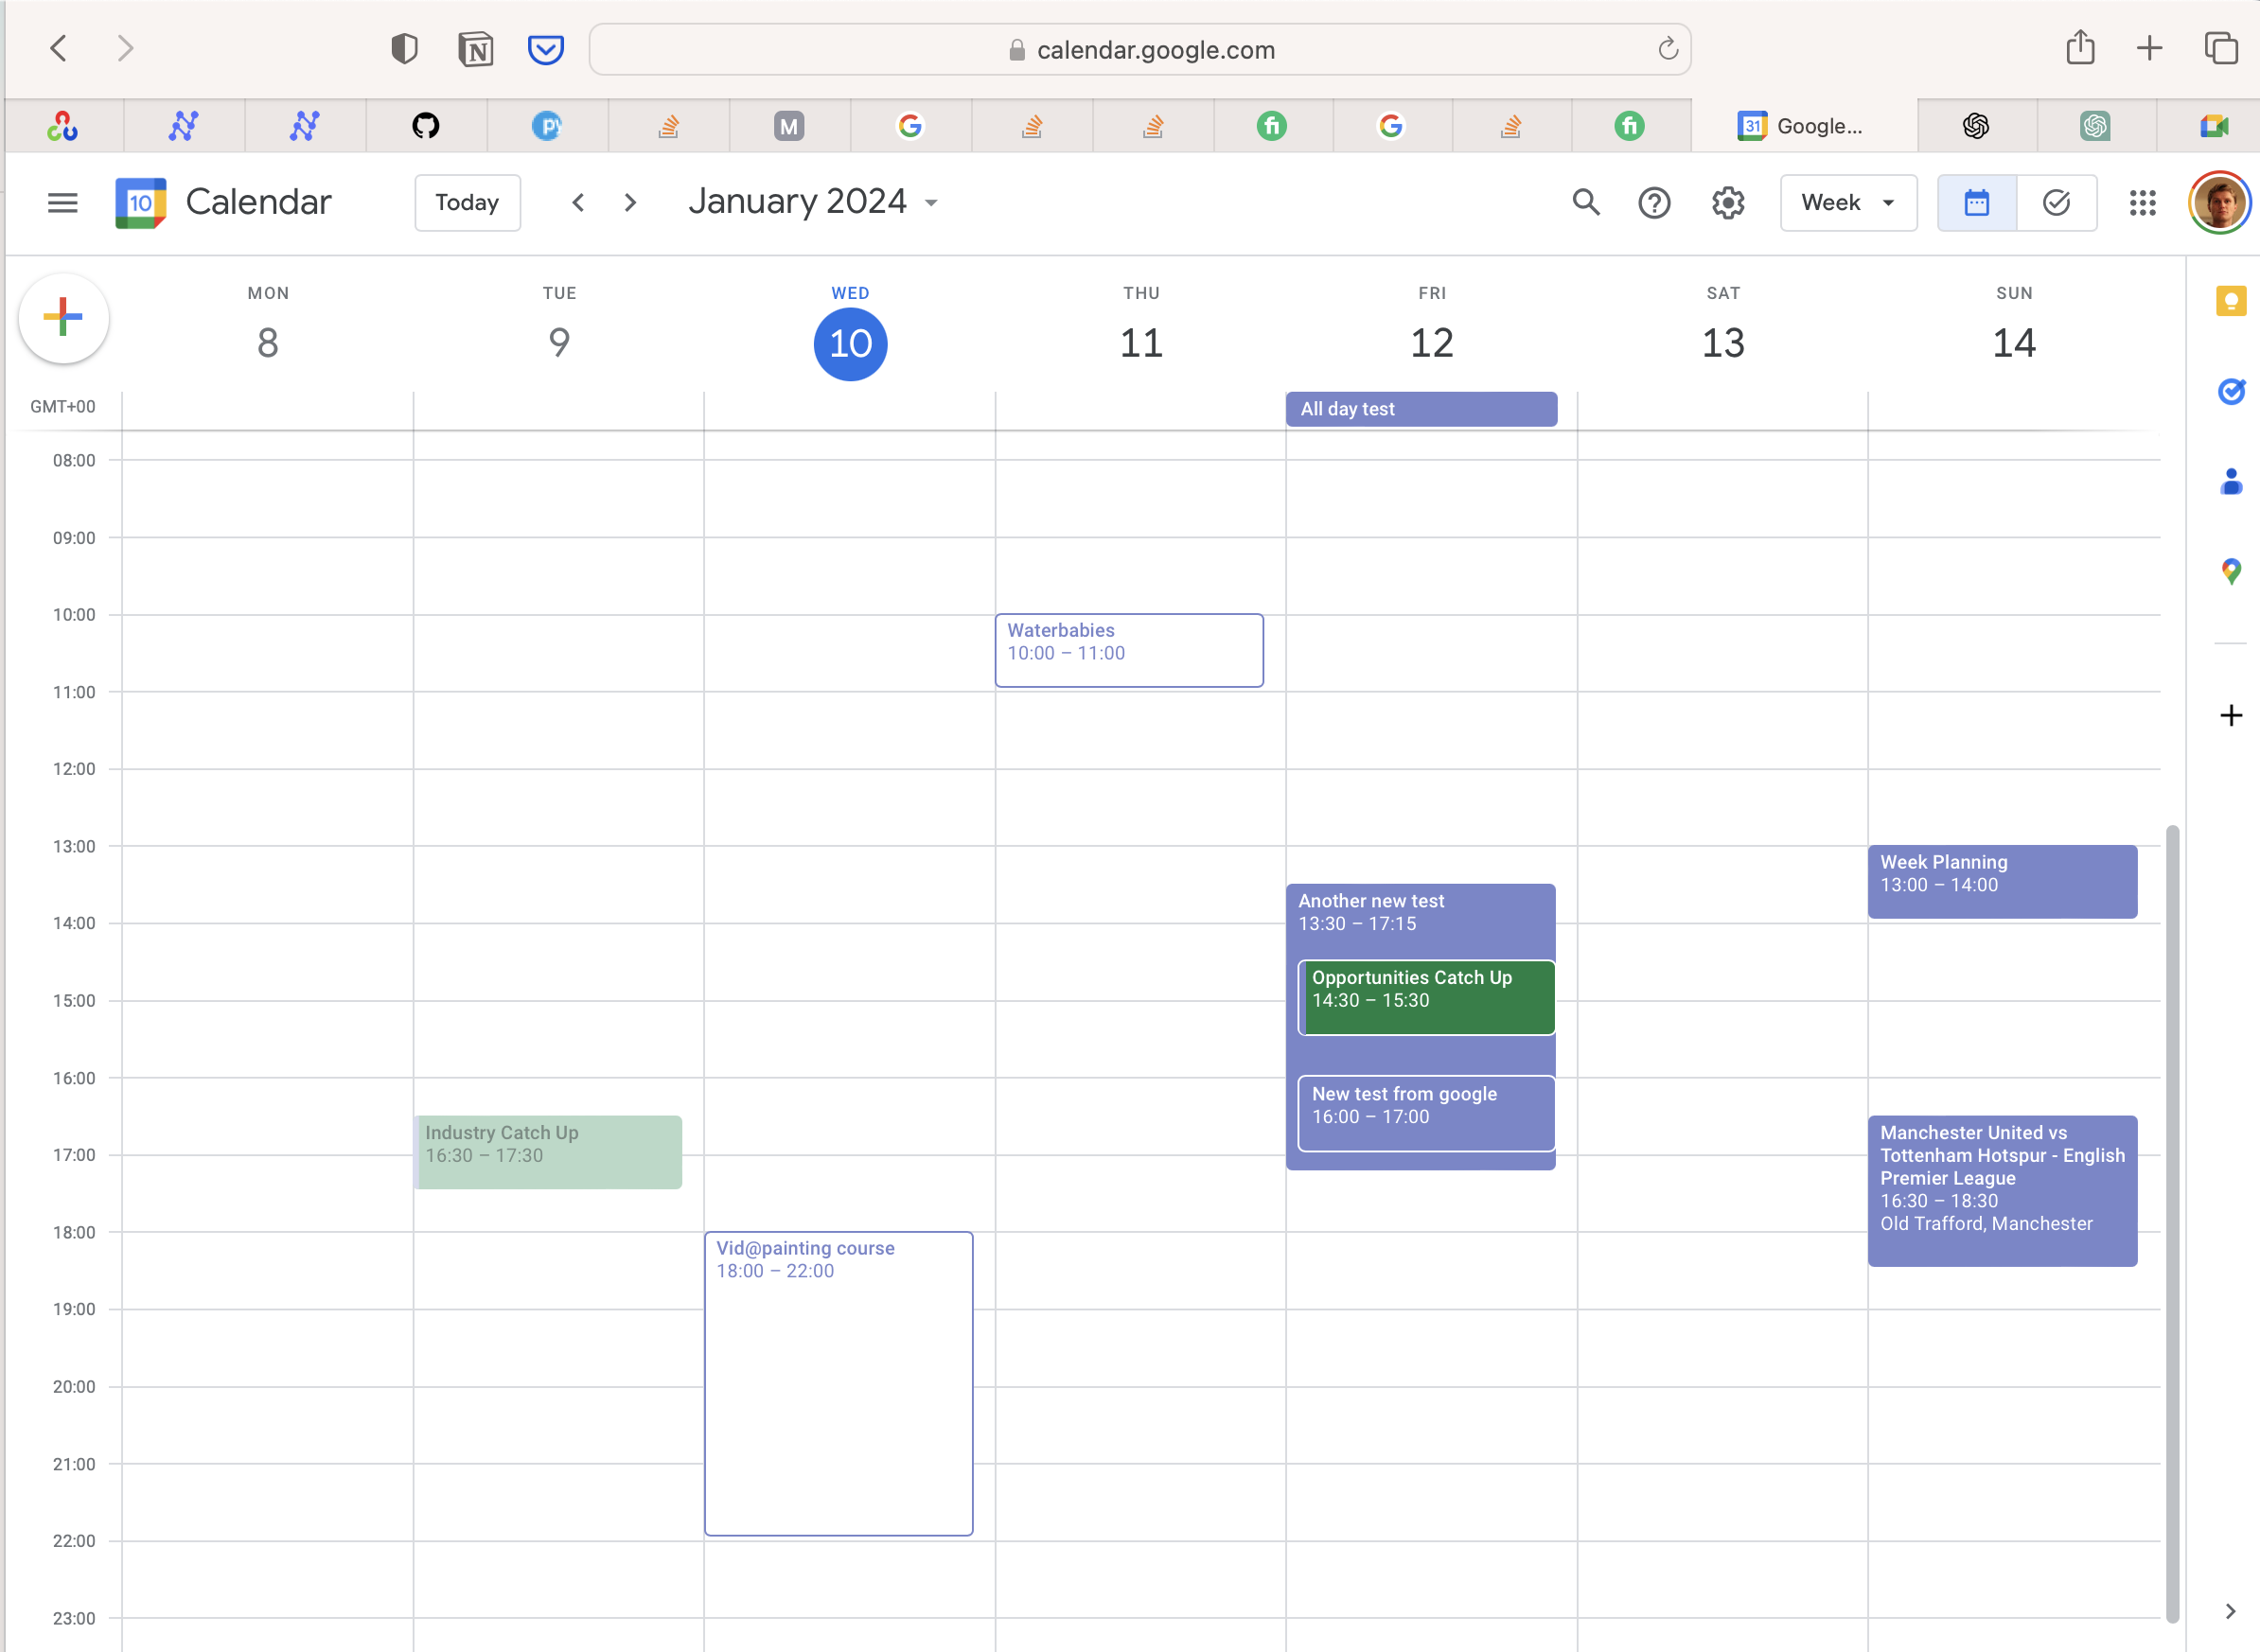 calendar.google.com
M
31 Google...
10 Calendar
Today
January 2024
Week
MON TUE WED THU FRI SAT SUN
8 9 10 11 12 13 14
GMT+00
All day test
08:00
09:00
10:00
Waterbabies
10:00 – 11:00
11:00
12:00
13:00
Week Planning
13:00 – 14:00
Another new test
13:30 – 17:15
14:00
Opportunities Catch Up
14:30 – 15:30
15:00
16:00
New test from google
16:00 – 17:00
Industry Catch Up
16:30 – 17:30
Manchester United vs
Tottenham Hotspur - English
Premier League
16:30 – 18:30
Old Trafford, Manchester
17:00
18:00
Vid@painting course
18:00 – 22:00
19:00
20:00
21:00
22:00
23:00